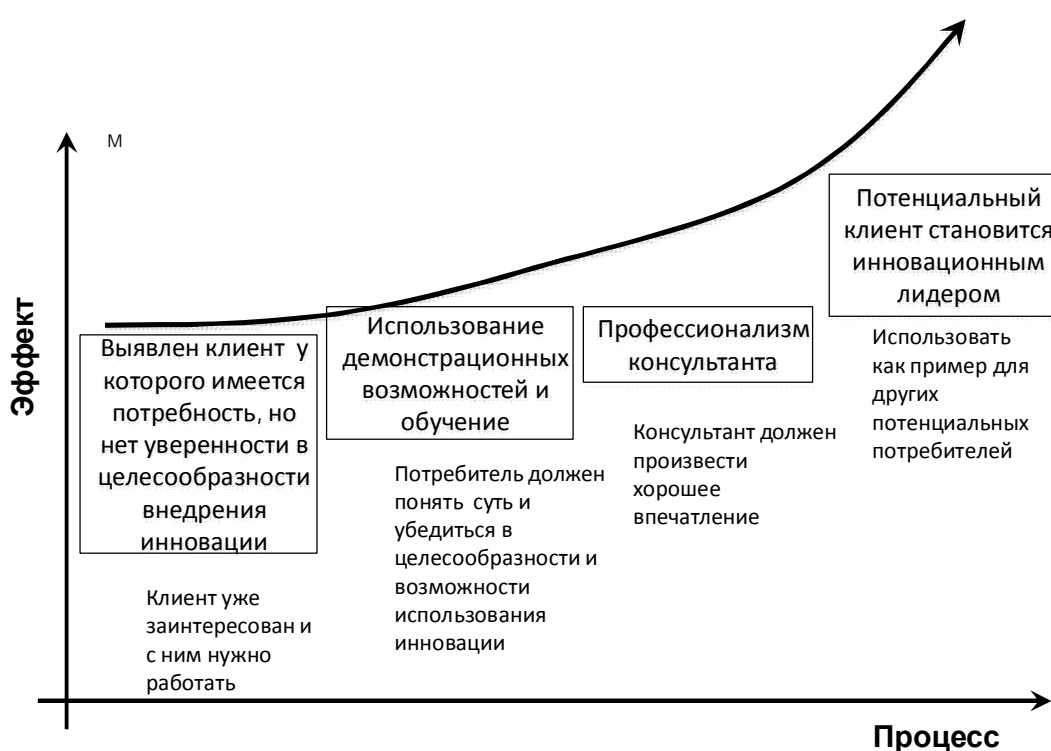 М
Эффект
Выявлен клиент у
которого имеется
потребность, но
нет уверенности в
целесообразности
внедрения
инновации
Клиент уже
заинтересован и
с ним нужно
работать
Использование
демонстрационных
возможностей и
обучение
Потребитель должен
понять суть и
убедиться в
целесообразности и
возможности
использования
инновации
Профессионализм
консультанта
Консультант должен
произвести
хорошее
впечатление
Потенциальный
клиент становится
инновационным
лидером
Использовать
как пример для
других
потенциальных
потребителей
Процесс